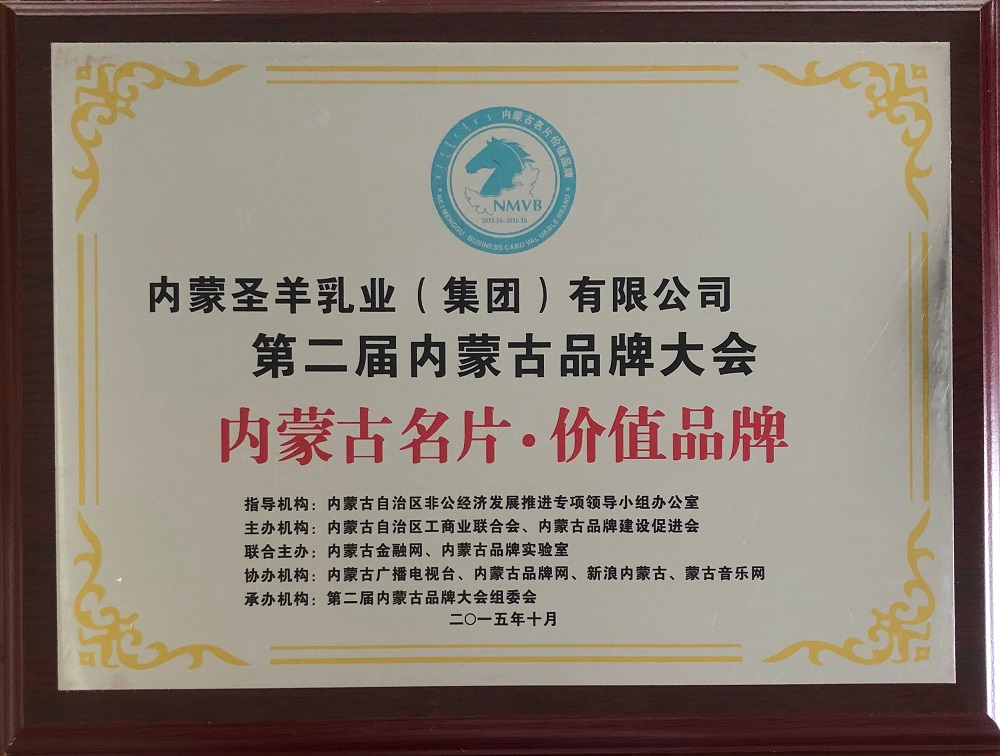 内蒙古名片价值品牌
NMVB
2015.10-2016.10
NEI MENGGU BUSINESS CARD VALUABLE BRAND
内蒙圣羊乳业（集团）有限公司
第二届内蒙古品牌大会
内蒙古名片·价值品牌
指导机构：内蒙古自治区非公经济发展推进专项领导小组办公室
主办机构：内蒙古自治区工商业联合会、内蒙古品牌建设促进会
联合主办：内蒙古金融网、内蒙古品牌实验室
协办机构：内蒙古广播电视台、内蒙古品牌网、新浪内蒙古、蒙古音乐网
承办机构：第二届内蒙古品牌大会组委会
二〇一五年十月